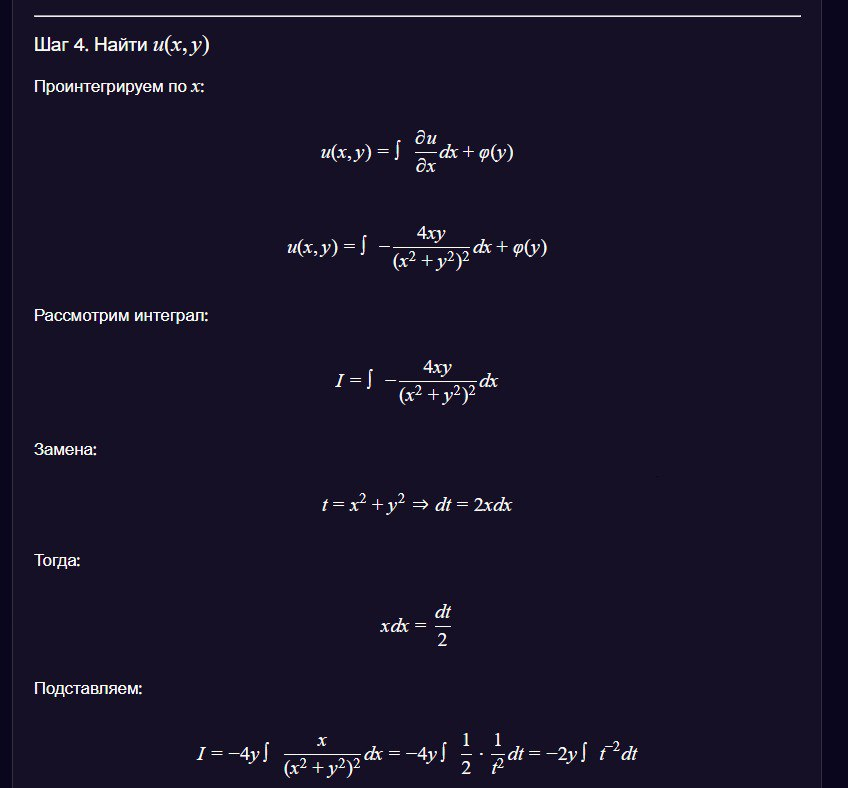 Шаг 4. Найти u(x, y)
Проинтегрируем по x:
u(x, y) = ∫ ∂u/∂x dx + φ(y)
u(x, y) = ∫ −4xy/(x² + y²)² dx + φ(y)
Рассмотрим интеграл:
I = ∫ −4xy/(x² + y²)² dx
Замена:
t = x² + y² ⇒ dt = 2xdx
Тогда:
xdx = dt/2
Подставляем:
I = −4y∫ x/(x² + y²)² dx = −4y∫ 1/2 · 1/t² dt = −2y∫ t⁻² dt